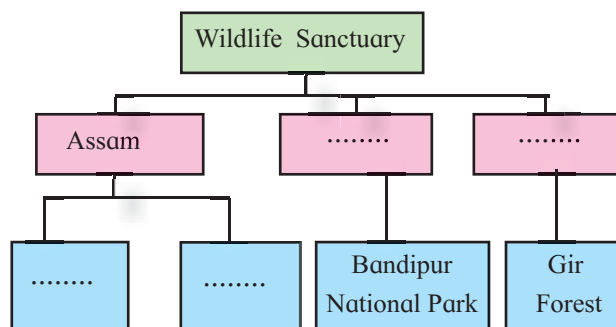 Wildlife Sanctuary
Assam
........
........
........
........
Bandipur
National Park
Gir
Forest